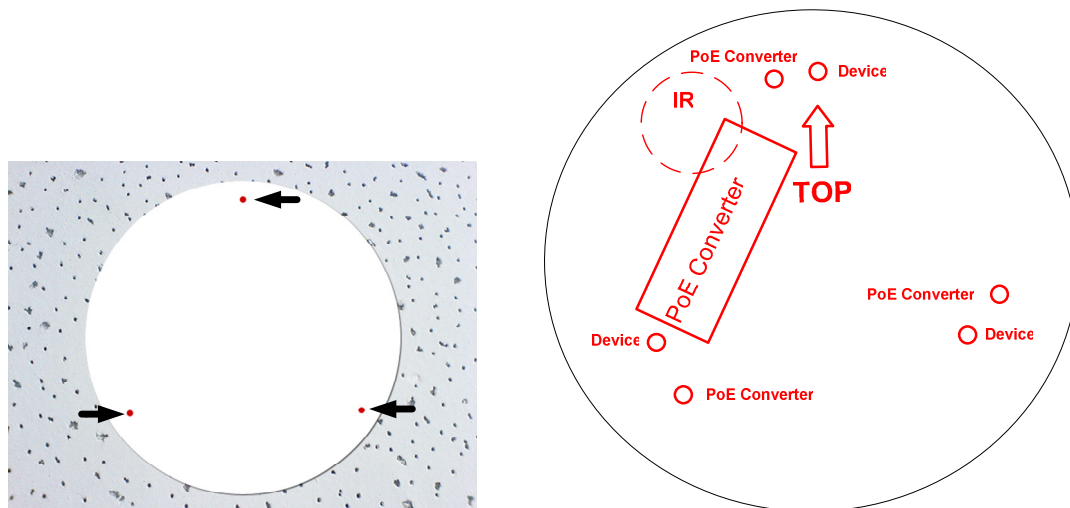 PoE Converter
Device
IR
TOP
PoE Converter
PoE Converter
Device
Device
PoE Converter